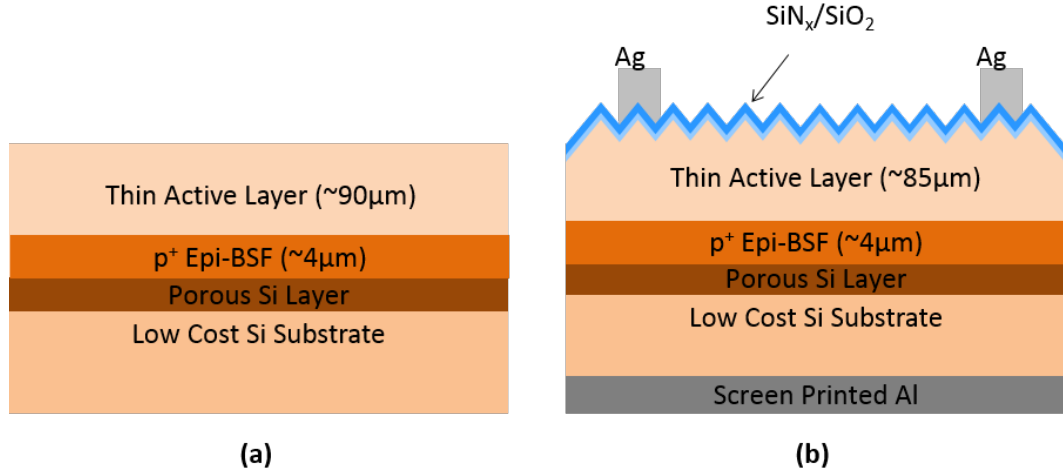 Thin Active Layer (~90µm)
p⁺ Epi-BSF (~4µm)
Porous Si Layer
Low Cost Si Substrate
(a)
SiNₓ/SiO₂
Ag
Ag
Thin Active Layer (~85µm)
p⁺ Epi-BSF (~4µm)
Porous Si Layer
Low Cost Si Substrate
Screen Printed Al
(b)